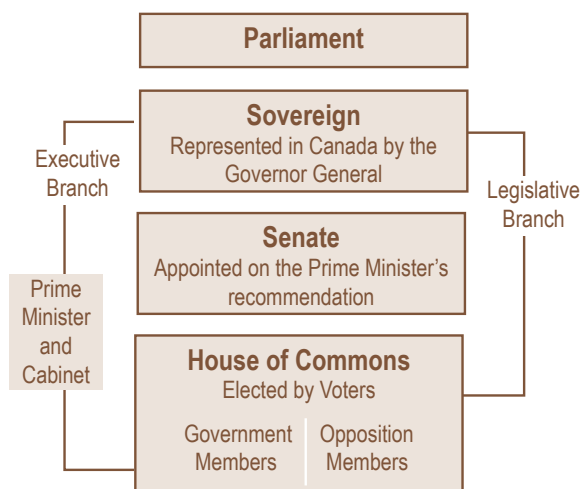 Parliament
Sovereign
Represented in Canada by the
Governor General
Executive
Branch
Legislative
Branch
Senate
Appointed on the Prime Minister's
recommendation
Prime
Minister
and
Cabinet
House of Commons
Elected by Voters
Government
Members
Opposition
Members